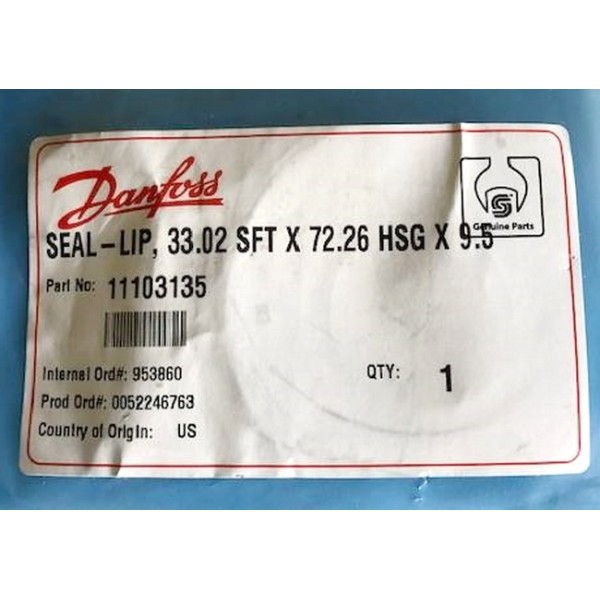 Danfoss
Genuine Parts
SEAL-LIP, 33.02 SFT X 72.26 HSG X 9.5
Part No: 11103135
Internal Ord#: 953860
QTY: 1
Prod Ord#: 0052246763
Country of Origin: US